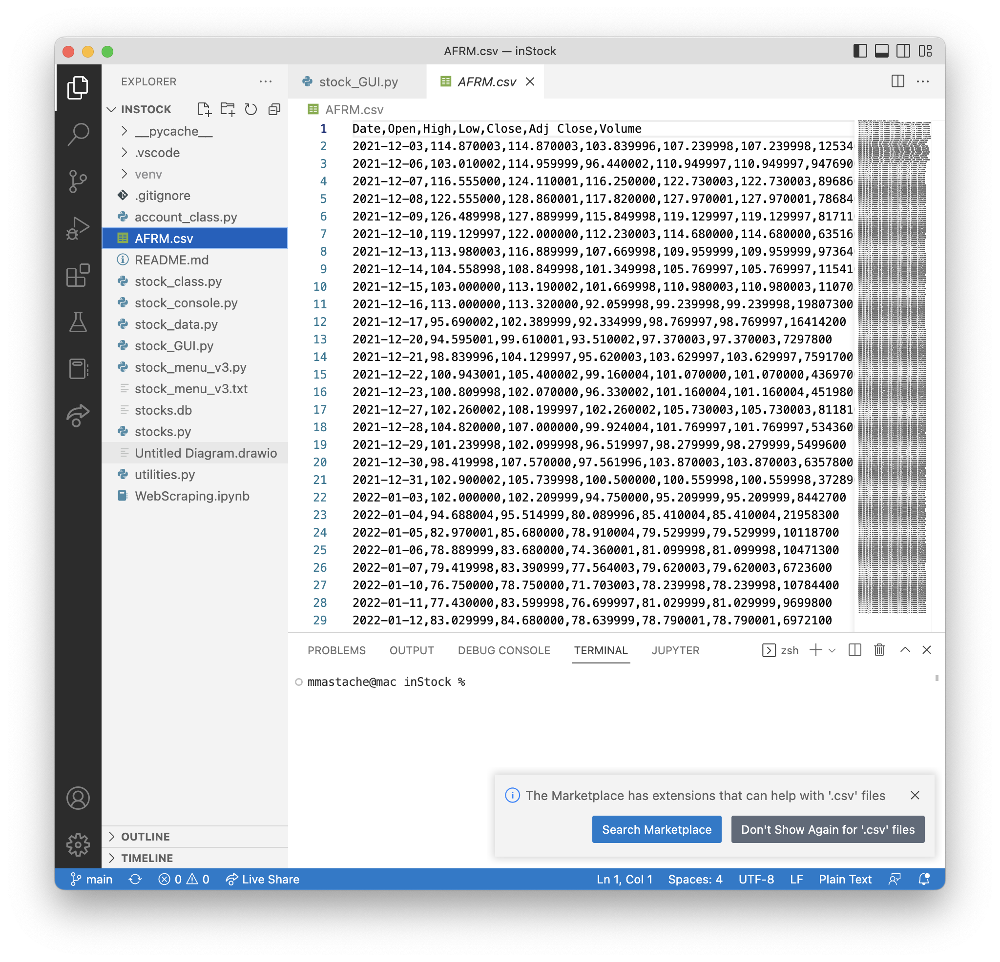 AFRM.csv — inStock
EXPLORER
INSTOCK
__pycache__
.vscode
venv
.gitignore
account_class.py
AFRM.csv
README.md
stock_class.py
stock_console.py
stock_data.py
stock_GUI.py
stock_menu_v3.py
stock_menu_v3.txt
stocks.db
stocks.py
Untitled Diagram.drawio
utilities.py
WebScraping.ipynb
OUTLINE
TIMELINE
stock_GUI.py
AFRM.csv
AFRM.csv
1 Date,Open,High,Low,Close,Adj Close,Volume
2 2021-12-03,114.870003,114.870003,103.839996,107.239998,107.239998,12534
3 2021-12-06,103.010002,114.959999,96.440002,110.949997,110.949997,947690
4 2021-12-07,116.555000,124.110001,116.250000,122.730003,122.730003,89686
5 2021-12-08,122.555000,128.860001,117.820000,127.970001,127.970001,78684
6 2021-12-09,126.489998,127.889999,115.849998,119.129997,119.129997,81711
7 2021-12-10,119.129997,122.000000,112.230003,114.680000,114.680000,63516
8 2021-12-13,113.980003,116.889999,107.669998,109.959999,109.959999,97364
9 2021-12-14,104.558998,108.849998,101.349998,105.769997,105.769997,11541
10 2021-12-15,103.000000,113.190002,101.669998,110.980003,110.980003,11070
11 2021-12-16,113.000000,113.320000,92.059998,99.239998,99.239998,19807300
12 2021-12-17,95.690002,102.389999,92.334999,98.769997,98.769997,16414200
13 2021-12-20,94.595001,99.610001,93.510002,97.370003,97.370003,7297800
14 2021-12-21,98.839996,104.129997,95.620003,103.629997,103.629997,7591700
15 2021-12-22,100.943001,105.400002,99.160004,101.070000,101.070000,436970
16 2021-12-23,100.809998,102.070000,96.330002,101.160004,101.160004,451980
17 2021-12-27,102.260002,108.199997,102.260002,105.730003,105.730003,81181
18 2021-12-28,104.820000,107.000000,99.924004,101.769997,101.769997,534360
19 2021-12-29,101.239998,102.099998,96.519997,98.279999,98.279999,5499600
20 2021-12-30,98.419998,107.570000,97.561996,103.870003,103.870003,6357800
21 2021-12-31,102.900002,105.739998,100.500000,100.559998,100.559998,37289
22 2022-01-03,102.000000,102.209999,94.750000,95.209999,95.209999,8442700
23 2022-01-04,94.688004,95.514999,80.089996,85.410004,85.410004,21958300
24 2022-01-05,82.970001,85.680000,78.910004,79.529999,79.529999,10118700
25 2022-01-06,78.889999,83.680000,74.360001,81.099998,81.099998,10471300
26 2022-01-07,79.419998,83.390999,77.564003,79.620003,79.620003,6723600
27 2022-01-10,76.750000,78.750000,71.703003,78.239998,78.239998,10784400
28 2022-01-11,77.430000,83.599998,76.699997,81.029999,81.029999,9699800
29 2022-01-12,83.029999,84.680000,78.639999,78.790001,78.790001,6972100
PROBLEMS OUTPUT DEBUG CONSOLE TERMINAL JUPYTER zsh
mmastache@mac inStock %
The Marketplace has extensions that can help with '.csv' files
Search Marketplace Don't Show Again for '.csv' files
main 0 0 Live Share Ln 1, Col 1 Spaces: 4 UTF-8 LF Plain Text